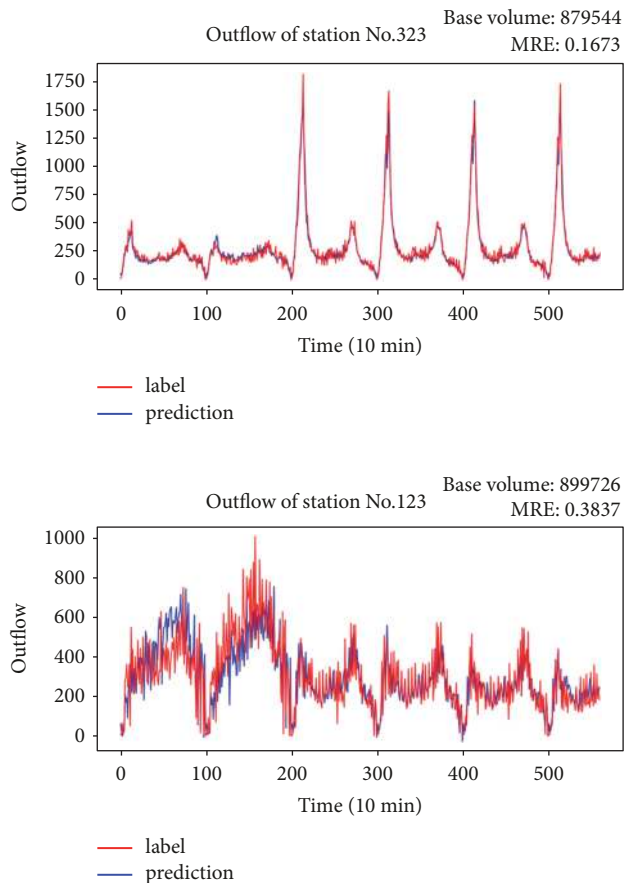 Outflow of station No.323
Base volume: 879544
MRE: 0.1673
1750
1500
1250
1000
750
500
250
0
Outflow
0 100 200 300 400 500
Time (10 min)
label
prediction
Outflow of station No.123
Base volume: 899726
MRE: 0.3837
1000
800
600
400
200
0
Outflow
0 100 200 300 400 500
Time (10 min)
label
prediction